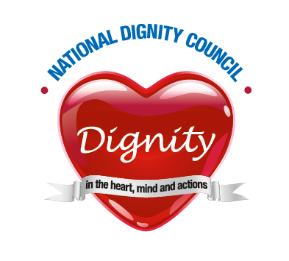 NATIONAL DIGNITY COUNCIL
Dignity
in the heart, mind and actions